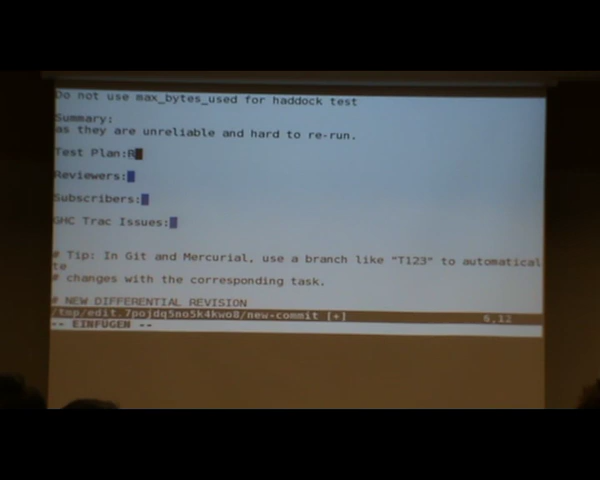 Do not use max_bytes_used for haddock test
Summary:
as they are unreliable and hard to re-run.
Test Plan:R
Reviewers:
Subscribers:
GHC Trac Issues:
# Tip: In Git and Mercurial, use a branch like "T123" to automatical
te
# changes with the corresponding task.
# NEW DIFFERENTIAL REVISION
/tmp/edit.7pojdq5no5k4kwo8/new-commit [+] 6,12
-- EINFÜGEN --